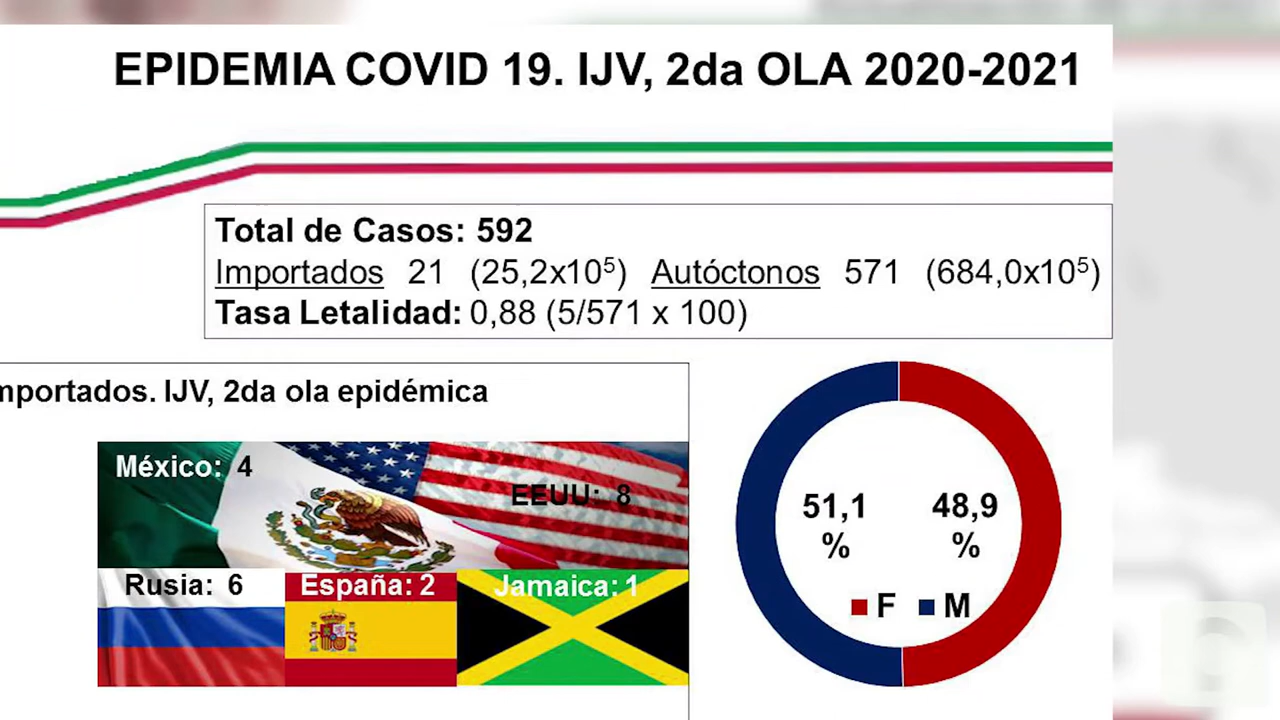 EPIDEMIA COVID 19. IJV, 2da OLA 2020-2021
Total de Casos: 592
Importados 21 (25,2x10⁵) Autóctonos 571 (684,0x10⁵)
Tasa Letalidad: 0,88 (5/571 x 100)
mportados. IJV, 2da ola epidémica
México: 4
EEUU: 8
Rusia: 6
España: 2
Jamaica: 1
51,1
%
48,9
%
F M